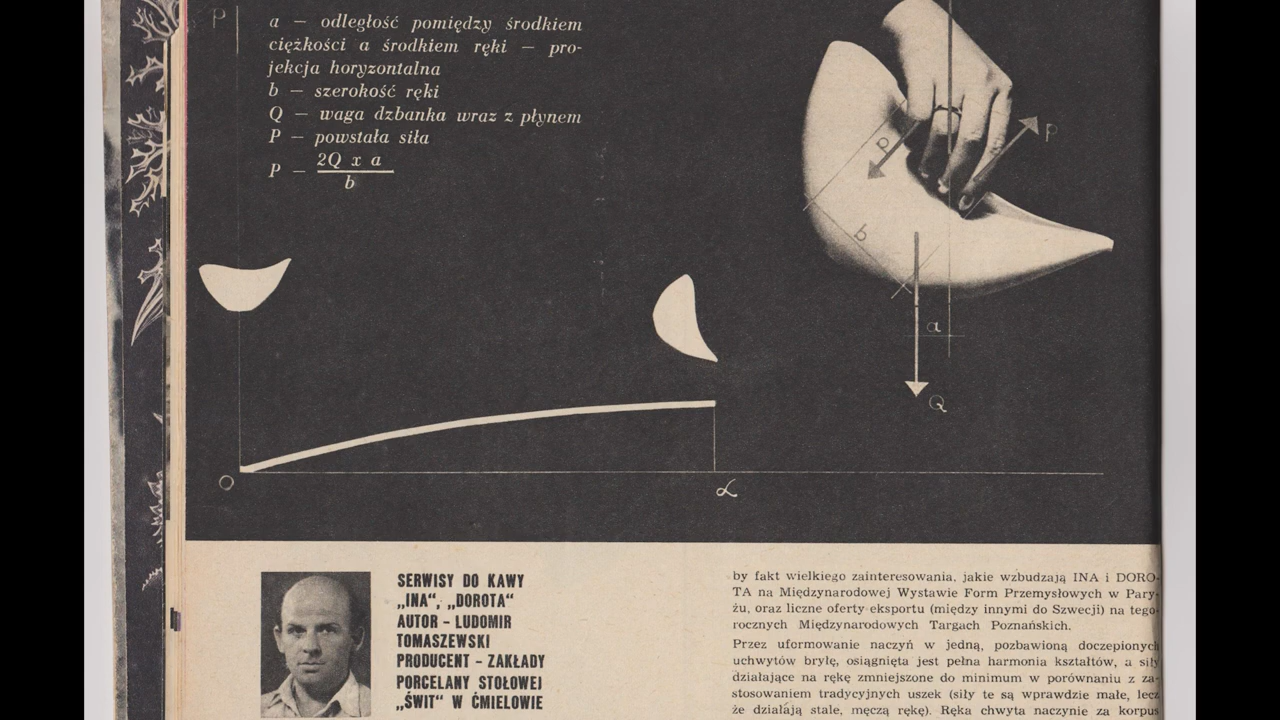 P
a — odległość pomiędzy środkiem
ciężkości a środkiem ręki — pro-
jekcja horyzontalna
b — szerokość ręki
Q — waga dzbanka wraz z płynem
P — powstała siła
P — 2Q x a
b
p
p
b
a
Q
O
α
SERWISY DO KAWY
„INA", „DOROTA"
AUTOR – LUDOMIR
TOMASZEWSKI
PRODUCENT – ZAKŁADY
PORCELANY STOŁOWEJ
„ŚWIT" W ĆMIELOWIE
by fakt wielkiego zainteresowania, jakie wzbudzają INA i DORO-
TA na Międzynarodowej Wystawie Form Przemysłowych w Pary-
żu, oraz liczne oferty eksportu (między innymi do Szwecji) na tego-
rocznych Międzynarodowych Targach Poznańskich.
Przez uformowanie naczyń w jedną, pozbawioną doczepionych
uchwytów bryłę, osiągnięta jest pełna harmonia kształtów, a siły
działające na rękę zmniejszone do minimum w porównaniu z za-
stosowaniem tradycyjnych uszek (siły te są wprawdzie małe, lecz
że działają stale, męczą rękę). Ręka chwyta naczynie za korpus